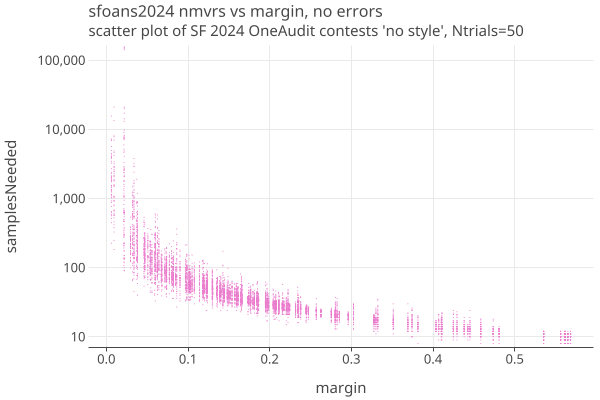 sfoans2024 nmvrs vs margin, no errors
scatter plot of SF 2024 OneAudit contests 'no style', Ntrials=50
100,000
10,000
1,000
100
10
samplesNeeded
0.0 0.1 0.2 0.3 0.4 0.5
margin